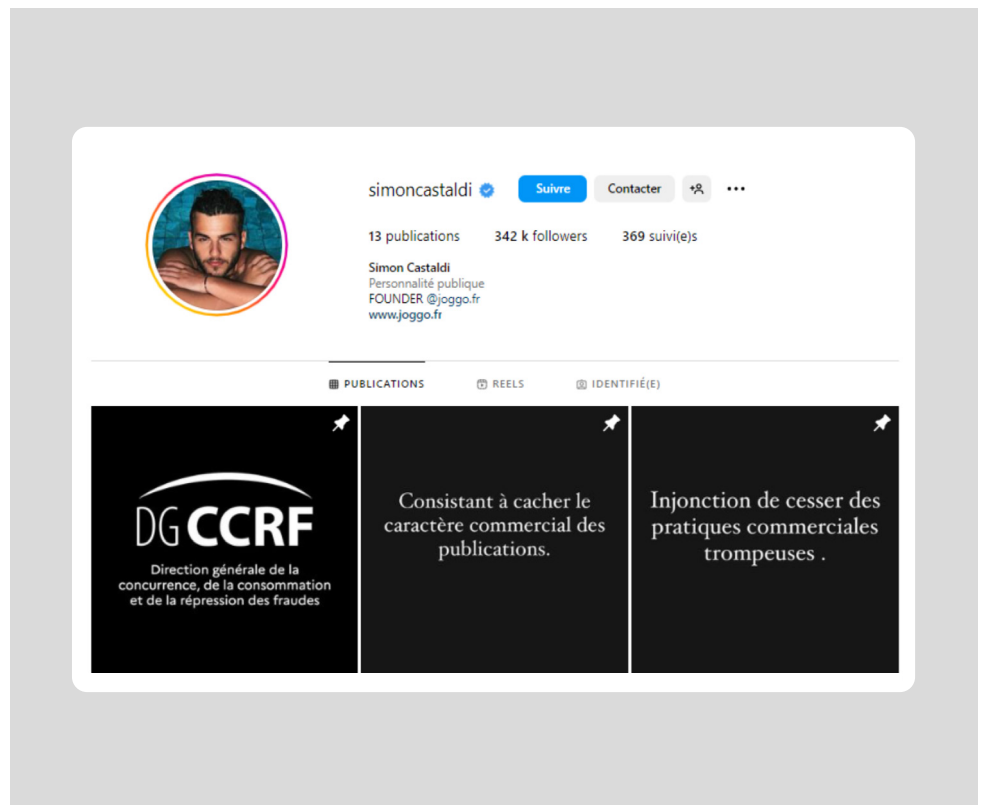 simoncastaldi
Suivre
Contacter
13 publications
342 k followers
369 suivi(e)s
Simon Castaldi
Personnalité publique
FOUNDER @joggo.fr
www.joggo.fr
PUBLICATIONS
REELS
IDENTIFIÉ(E)
DGCCRF
Direction générale de la
concurrence, de la consommation
et de la répression des fraudes
Consistant à cacher le
caractère commercial des
publications.
Injonction de cesser des
pratiques commerciales
trompeuses .